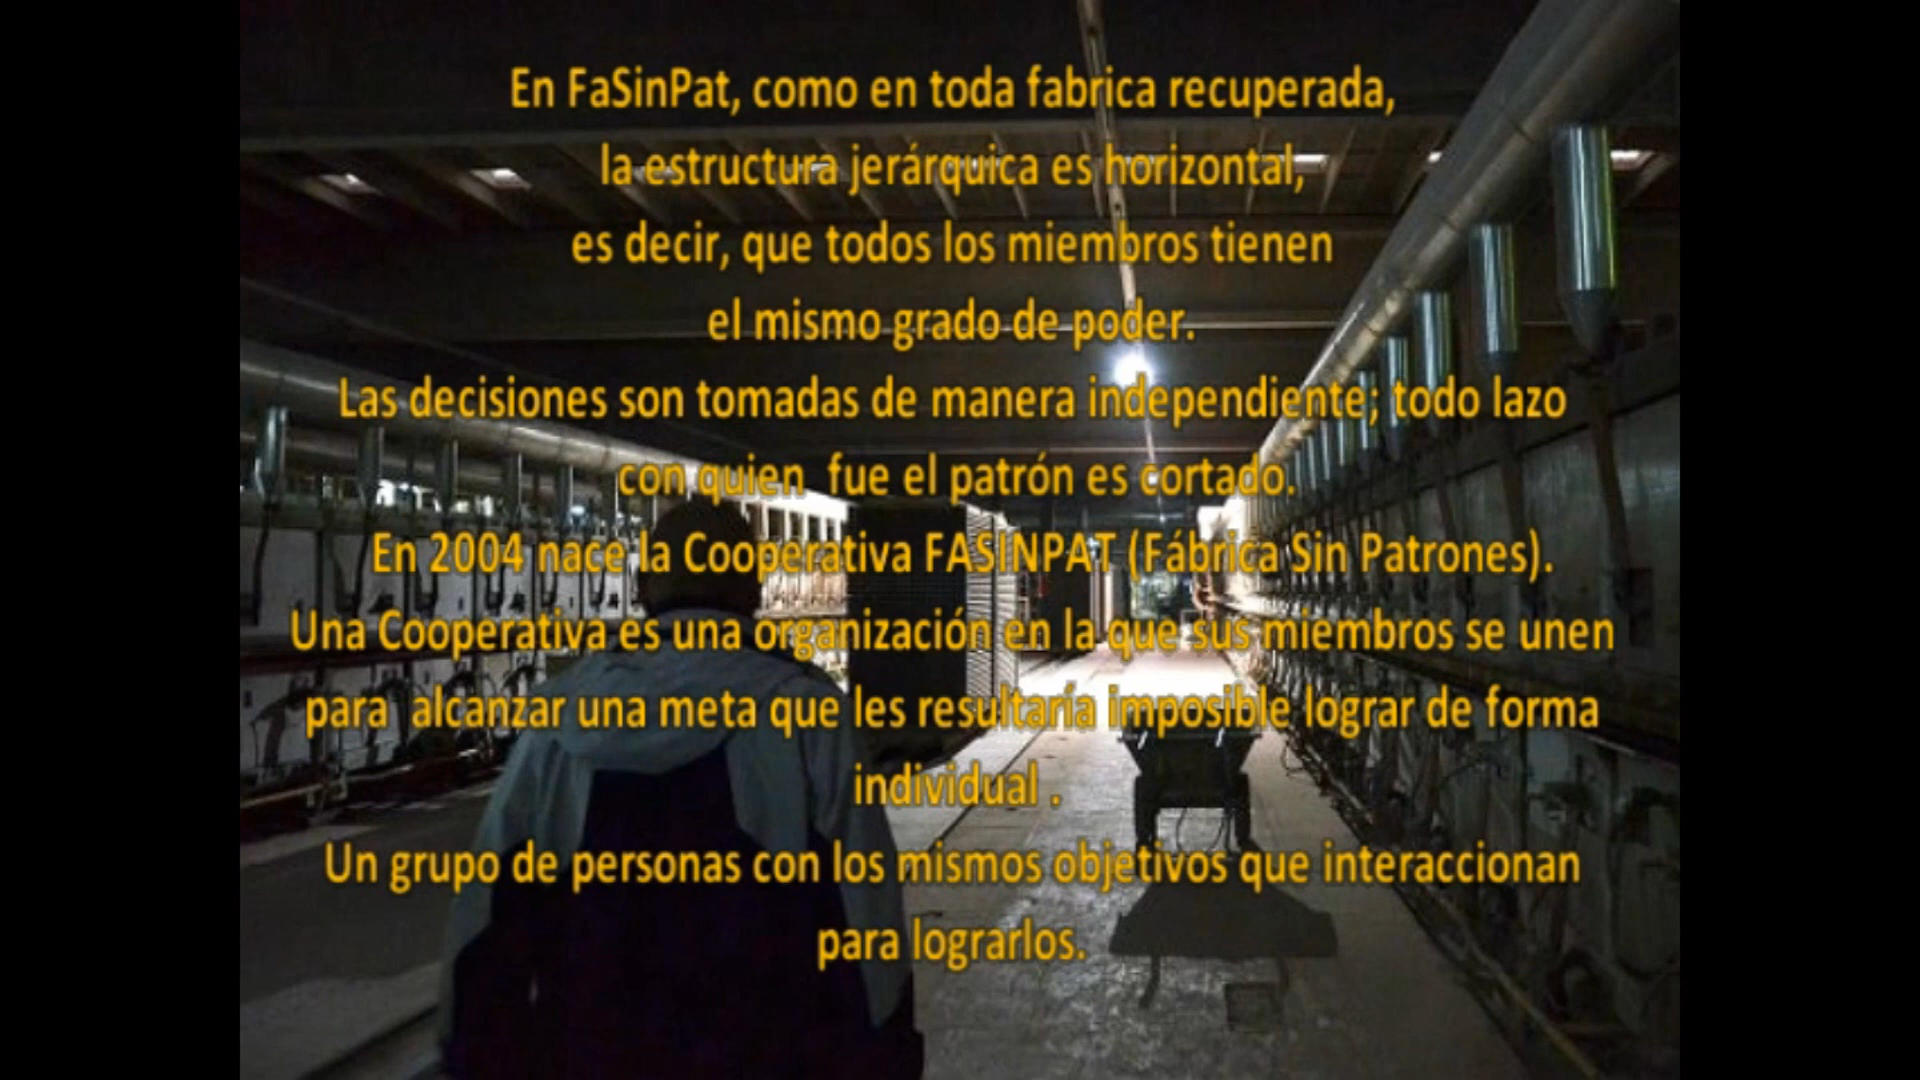 En FaSinPat, como en toda fabrica recuperada,
la estructura jerárquica es horizontal,
es decir, que todos los miembros tienen
el mismo grado de poder.
Las decisiones son tomadas de manera independiente; todo lazo
con quien fue el patrón es cortado.
En 2004 nace la Cooperativa FASINPAT (Fábrica Sin Patrones).
Una Cooperativa es una organización en la que sus miembros se unen
para alcanzar una meta que les resultaría imposible lograr de forma
individual .
Un grupo de personas con los mismos objetivos que interaccionan
para lograrlos.